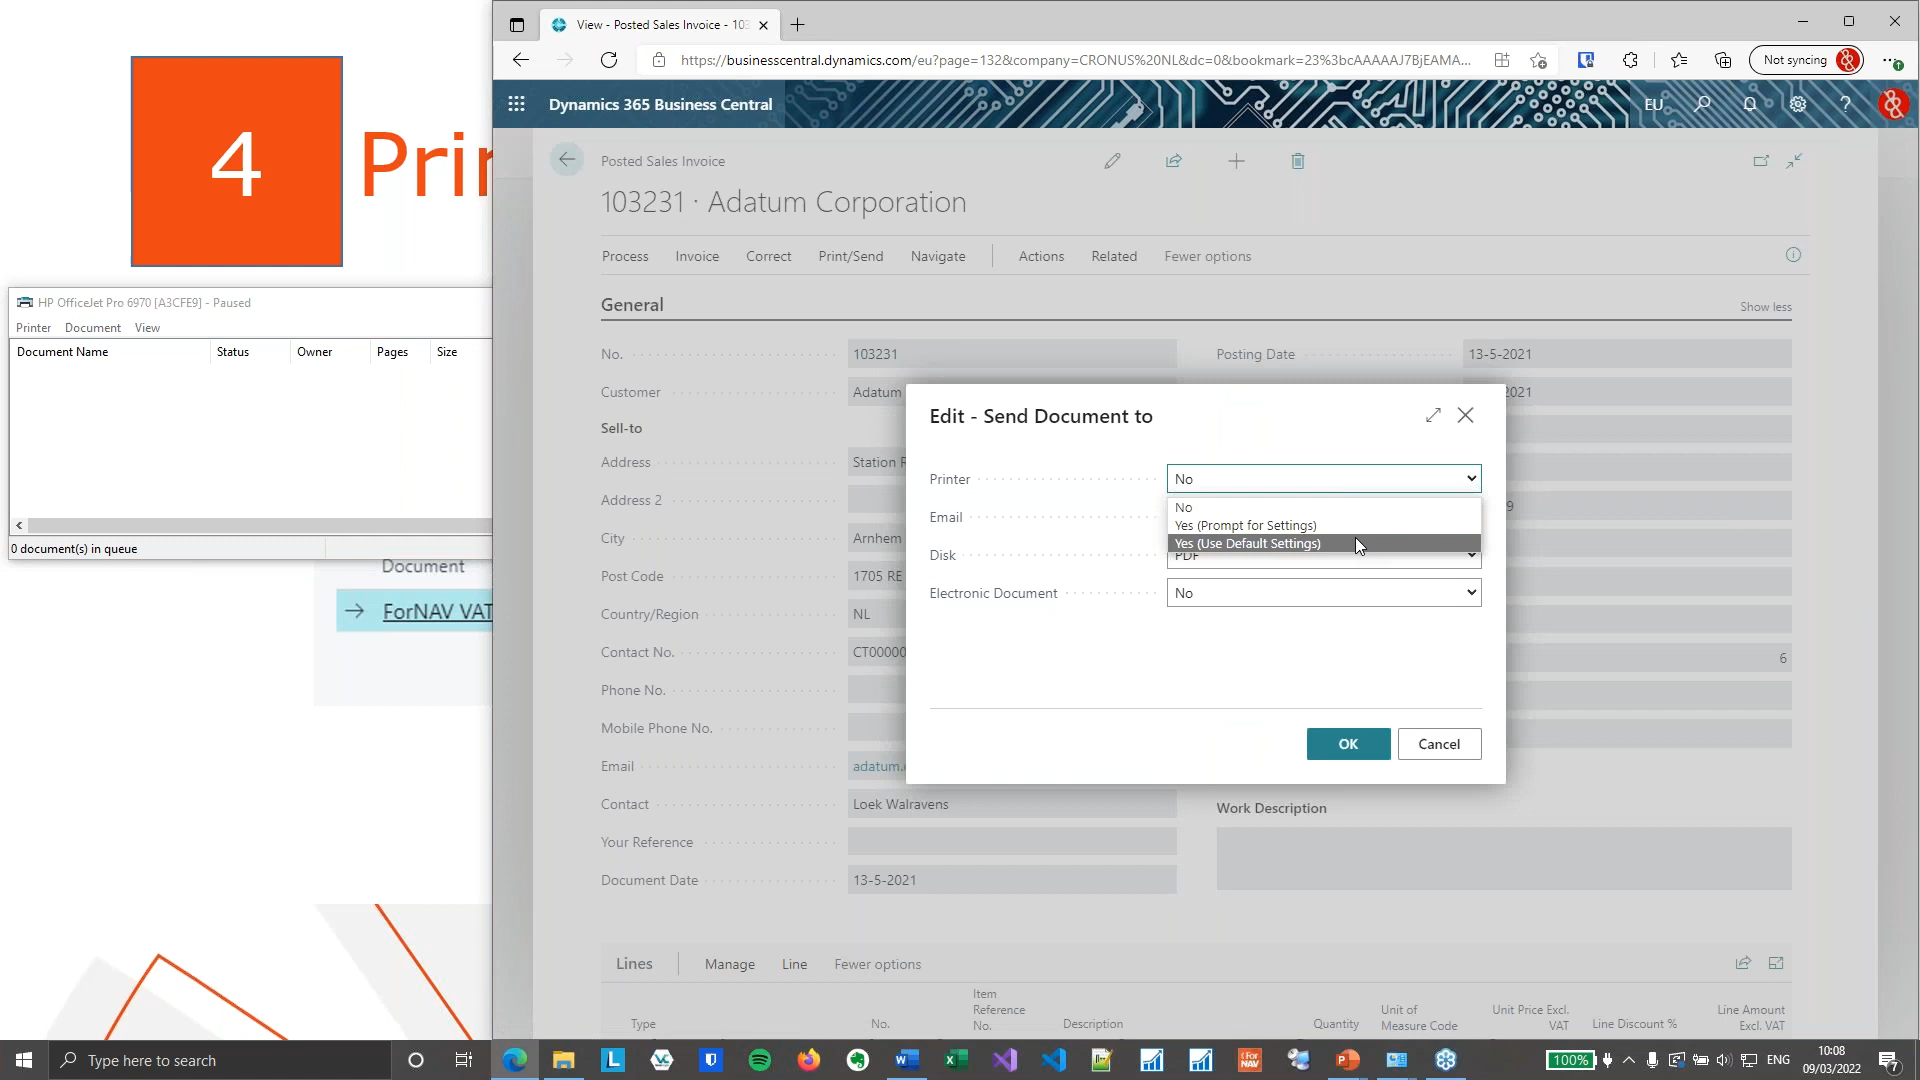 4
Prin
HP OfficeJet Pro 6970 [A3CFE9] - Paused
Printer Document View
Document Name Status Owner Pages Size
0 document(s) in queue
Document
ForNAV VAT
View - Posted Sales Invoice - 103
https://businesscentral.dynamics.com/eu?page=132&company=CRONUS%20NL&dc=0&bookmark=23%3bcAAAAAJ7BjEAMA...
Not syncing
Dynamics 365 Business Central
EU
Posted Sales Invoice
103231 · Adatum Corporation
Process Invoice Correct Print/Send Navigate Actions Related Fewer options
General
Show less
No. 103231
Posting Date 13-5-2021
Customer Adatum
2021
Sell-to
Address Station R
Address 2
9
City Arnhem
Post Code 1705 RE
Country/Region NL
Contact No. CT00000
6
Phone No.
Mobile Phone No.
Email adatum.
Contact Loek Walravens
Your Reference
Document Date 13-5-2021
Work Description
Edit - Send Document to
Printer No
No
Yes (Prompt for Settings)
Yes (Use Default Settings)
Email
Disk PDF
Electronic Document No
OK Cancel
Lines Manage Line Fewer options
Type
No.
Item
Reference
No.
Description
Quantity
Unit of
Measure Code
Unit Price Excl.
VAT
Line Discount %
Line Amount
Excl. VAT
Type here to search
100%
ENG
10:08
09/03/2022
7